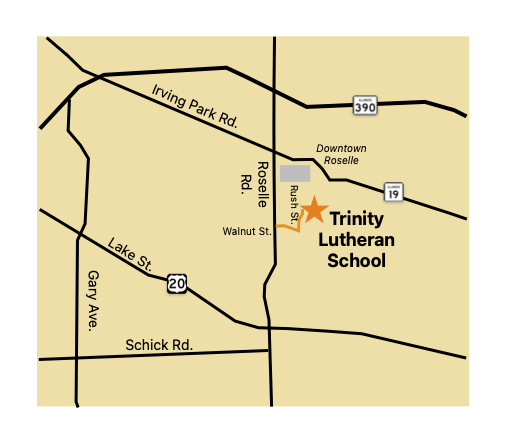 Irving Park Rd.
ILLINOIS
390
Downtown
Roselle
Roselle
Rd.
Rush St.
ILLINOIS
19
Walnut St.
Trinity
Lutheran
School
Lake St.
20
Gary Ave.
Schick Rd.